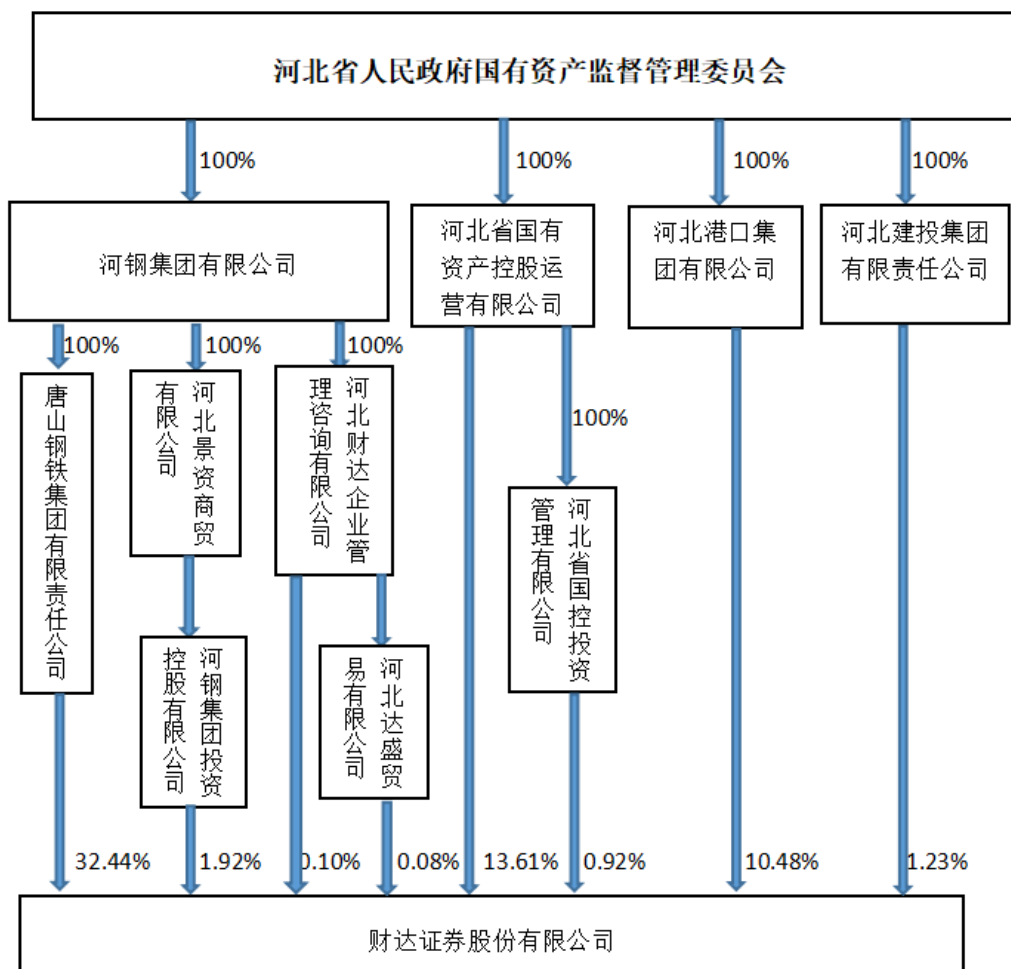 河北省人民政府国有资产监督管理委员会
100%
100%
100%
100%
河钢集团有限公司
河北省国有
资产控股运
营有限公司
河北港口集
团有限公司
河北建投集团
有限责任公司
100%
100%
100%
100%
唐山钢铁集团有限责任公司
河北景资商贸
有限公司
河北财达企业管
理咨询有限公司
河北省国控投资
管理有限公司
河钢集团投资
控股有限公司
河北达盛贸
易有限公司
32.44%
1.92%
0.10%
0.08%
13.61%
0.92%
10.48%
1.23%
财达证券股份有限公司